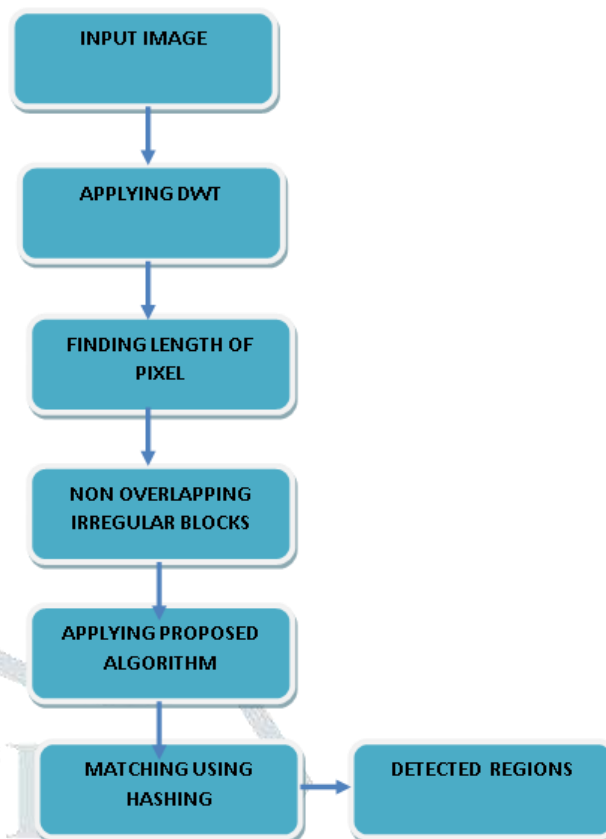 INPUT IMAGE
APPLYING DWT
FINDING LENGTH OF
PIXEL
NON OVERLAPPING
IRREGULAR BLOCKS
APPLYING PROPOSED
ALGORITHM
MATCHING USING
HASHING
DETECTED REGIONS